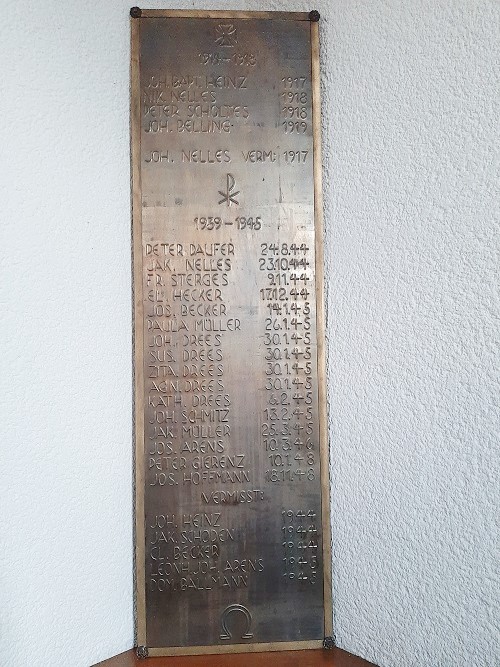 1914-1918
JOH. BAPT. HEINZ 1917
NIK. NELLES 1918
PETER SCHOLTES 1918
JOH. BELLING 1919
JOH. NELLES VERM: 1917
1939-1945
PETER DAUFER 24.8.44
JAK. NELLES 23.10.44
FR. STERGES 9.11.44
EL. HECKER 17.12.44
JOS. BECKER 14.1.45
PAULA MÜLLER 26.1.45
JOH. DREES 30.1.45
SUS. DREES 30.1.45
ZITA. DREES 30.1.45
AGN. DREES 30.1.45
KATH. DREES 6.2.45
JOH. SCHMITZ 13.2.45
JAK. MÜLLER 25.3.45
JOS. ARENS 10.3.46
PETER GIERENZ 10.1.48
JOS. HOFFMANN 18.11.48
VERMISST:
JOH. HEINZ 1944
JAK. SCHODEN 1944
CL. BECKER 1944
LEONH. JOH. ARENS 1945
DOM. BALLMANN 1945